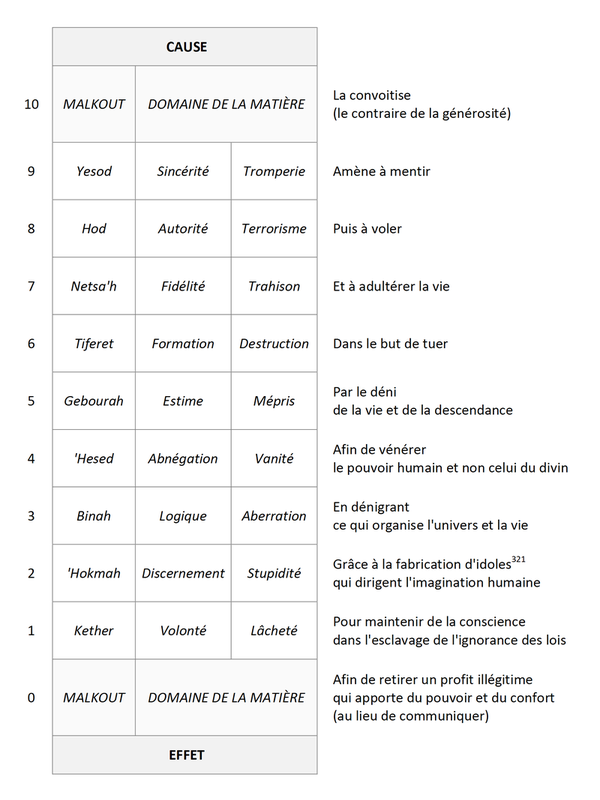 CAUSE
10 MALKOUT DOMAINE DE LA MATIÈRE La convoitise
(le contraire de la générosité)
9 Yesod Sincérité Tromperie Amène à mentir
8 Hod Autorité Terrorisme Puis à voler
7 Netsa'h Fidélité Trahison Et à adultérer la vie
6 Tiferet Formation Destruction Dans le but de tuer
5 Gebourah Estime Mépris Par le déni
de la vie et de la descendance
4 'Hesed Abnégation Vanité Afin de vénérer
le pouvoir humain et non celui du divin
3 Binah Logique Aberration En dénigrant
ce qui organise l'univers et la vie
2 'Hokmah Discernement Stupidité Grâce à la fabrication d'idoles321
qui dirigent l'imagination humaine
1 Kether Volonté Lâcheté Pour maintenir de la conscience
dans l'esclavage de l'ignorance des lois
0 MALKOUT DOMAINE DE LA MATIÈRE Afin de retirer un profit illégitime
qui apporte du pouvoir et du confort
(au lieu de communiquer)
EFFET